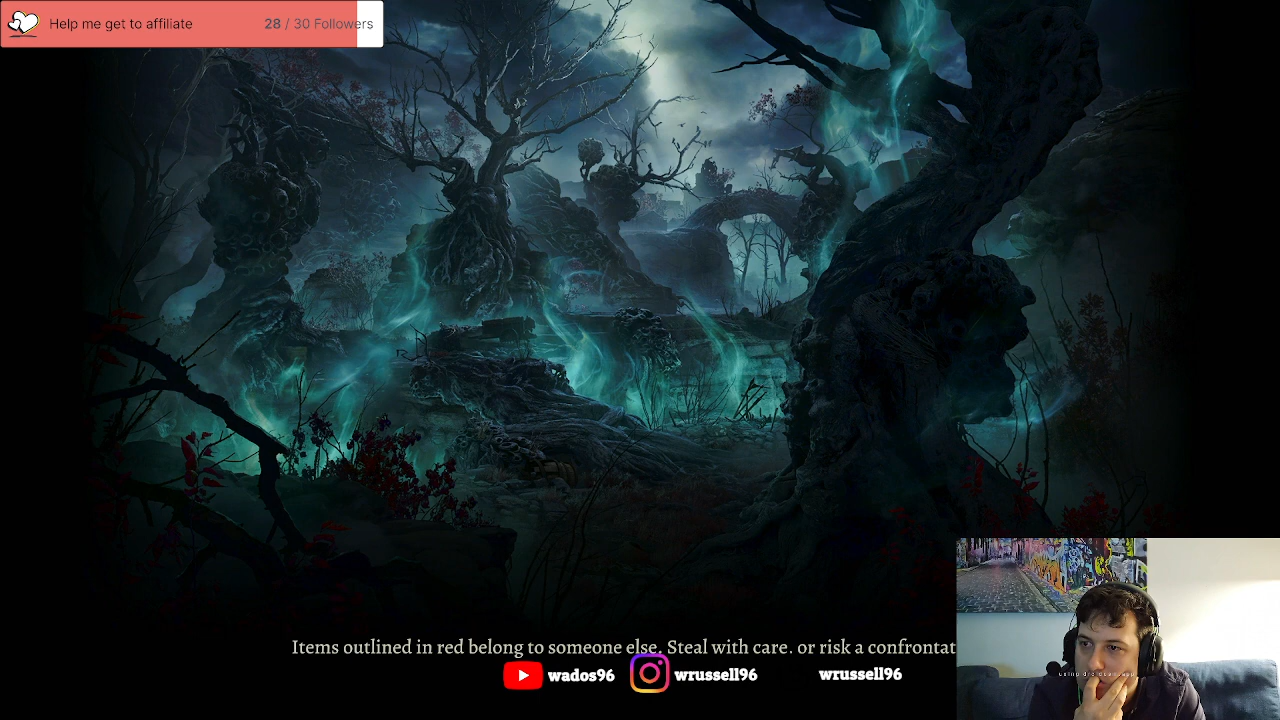 Help me get to affiliate 28 / 30 Followers
Items outlined in red belong to someone else. Steal with care. or risk a confrontat
wados96 wrussell96 wrussell96